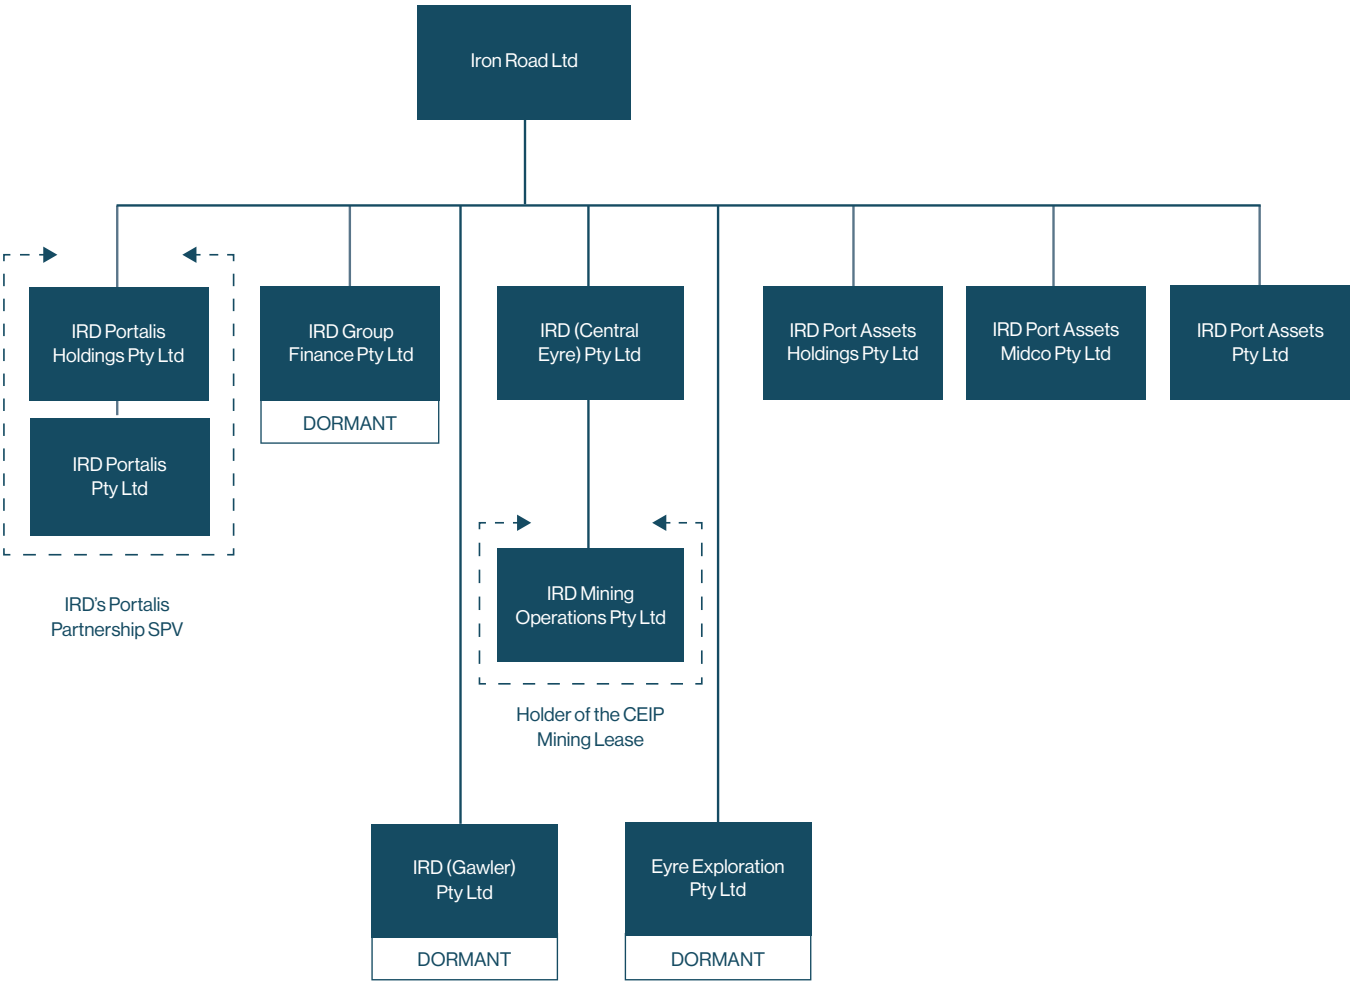 Iron Road Ltd
IRD Portalis
Holdings Pty Ltd
IRD Group
Finance Pty Ltd
DORMANT
IRD (Central
Eyre) Pty Ltd
IRD Port Assets
Holdings Pty Ltd
IRD Port Assets
Midco Pty Ltd
IRD Port Assets
Pty Ltd
IRD Portalis
Pty Ltd
IRD's Portalis
Partnership SPV
IRD Mining
Operations Pty Ltd
Holder of the CEIP
Mining Lease
IRD (Gawler)
Pty Ltd
DORMANT
Eyre Exploration
Pty Ltd
DORMANT